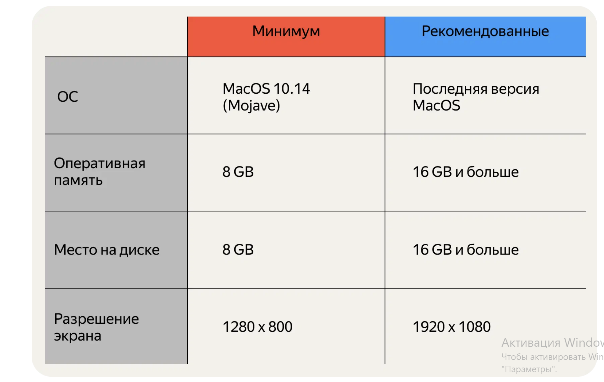 Минимум Рекомендованные
ОС MacOS 10.14 (Mojave) Последняя версия MacOS
Оперативная память 8 GB 16 GB и больше
Место на диске 8 GB 16 GB и больше
Разрешение экрана 1280 x 800 1920 x 1080
Активация Window
Чтобы активировать Win
"Параметры".